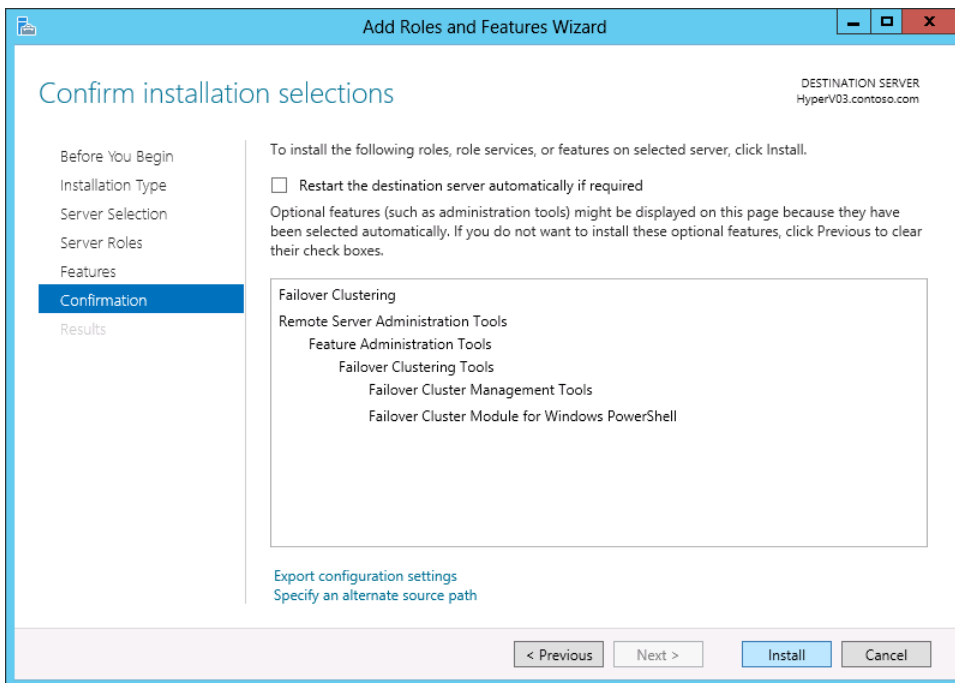 Add Roles and Features Wizard
Confirm installation selections
DESTINATION SERVER
HyperV03.contoso.com
Before You Begin
Installation Type
Server Selection
Server Roles
Features
Confirmation
Results
To install the following roles, role services, or features on selected server, click Install.
Restart the destination server automatically if required
Optional features (such as administration tools) might be displayed on this page because they have
been selected automatically. If you do not want to install these optional features, click Previous to clear
their check boxes.
Failover Clustering
Remote Server Administration Tools
Feature Administration Tools
Failover Clustering Tools
Failover Cluster Management Tools
Failover Cluster Module for Windows PowerShell
Export configuration settings
Specify an alternate source path
< Previous
Next >
Install
Cancel